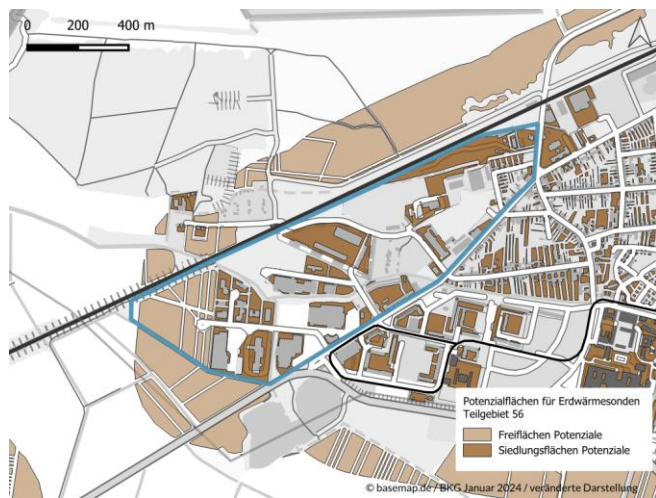 0 200 400 m
Potenzialflächen für Erdwärmesonden
Teilgebiet 56
Freiflächen Potenziale
Siedlungsflächen Potenziale
© basemap.de / BKG Januar 2024 / veränderte Darstellung